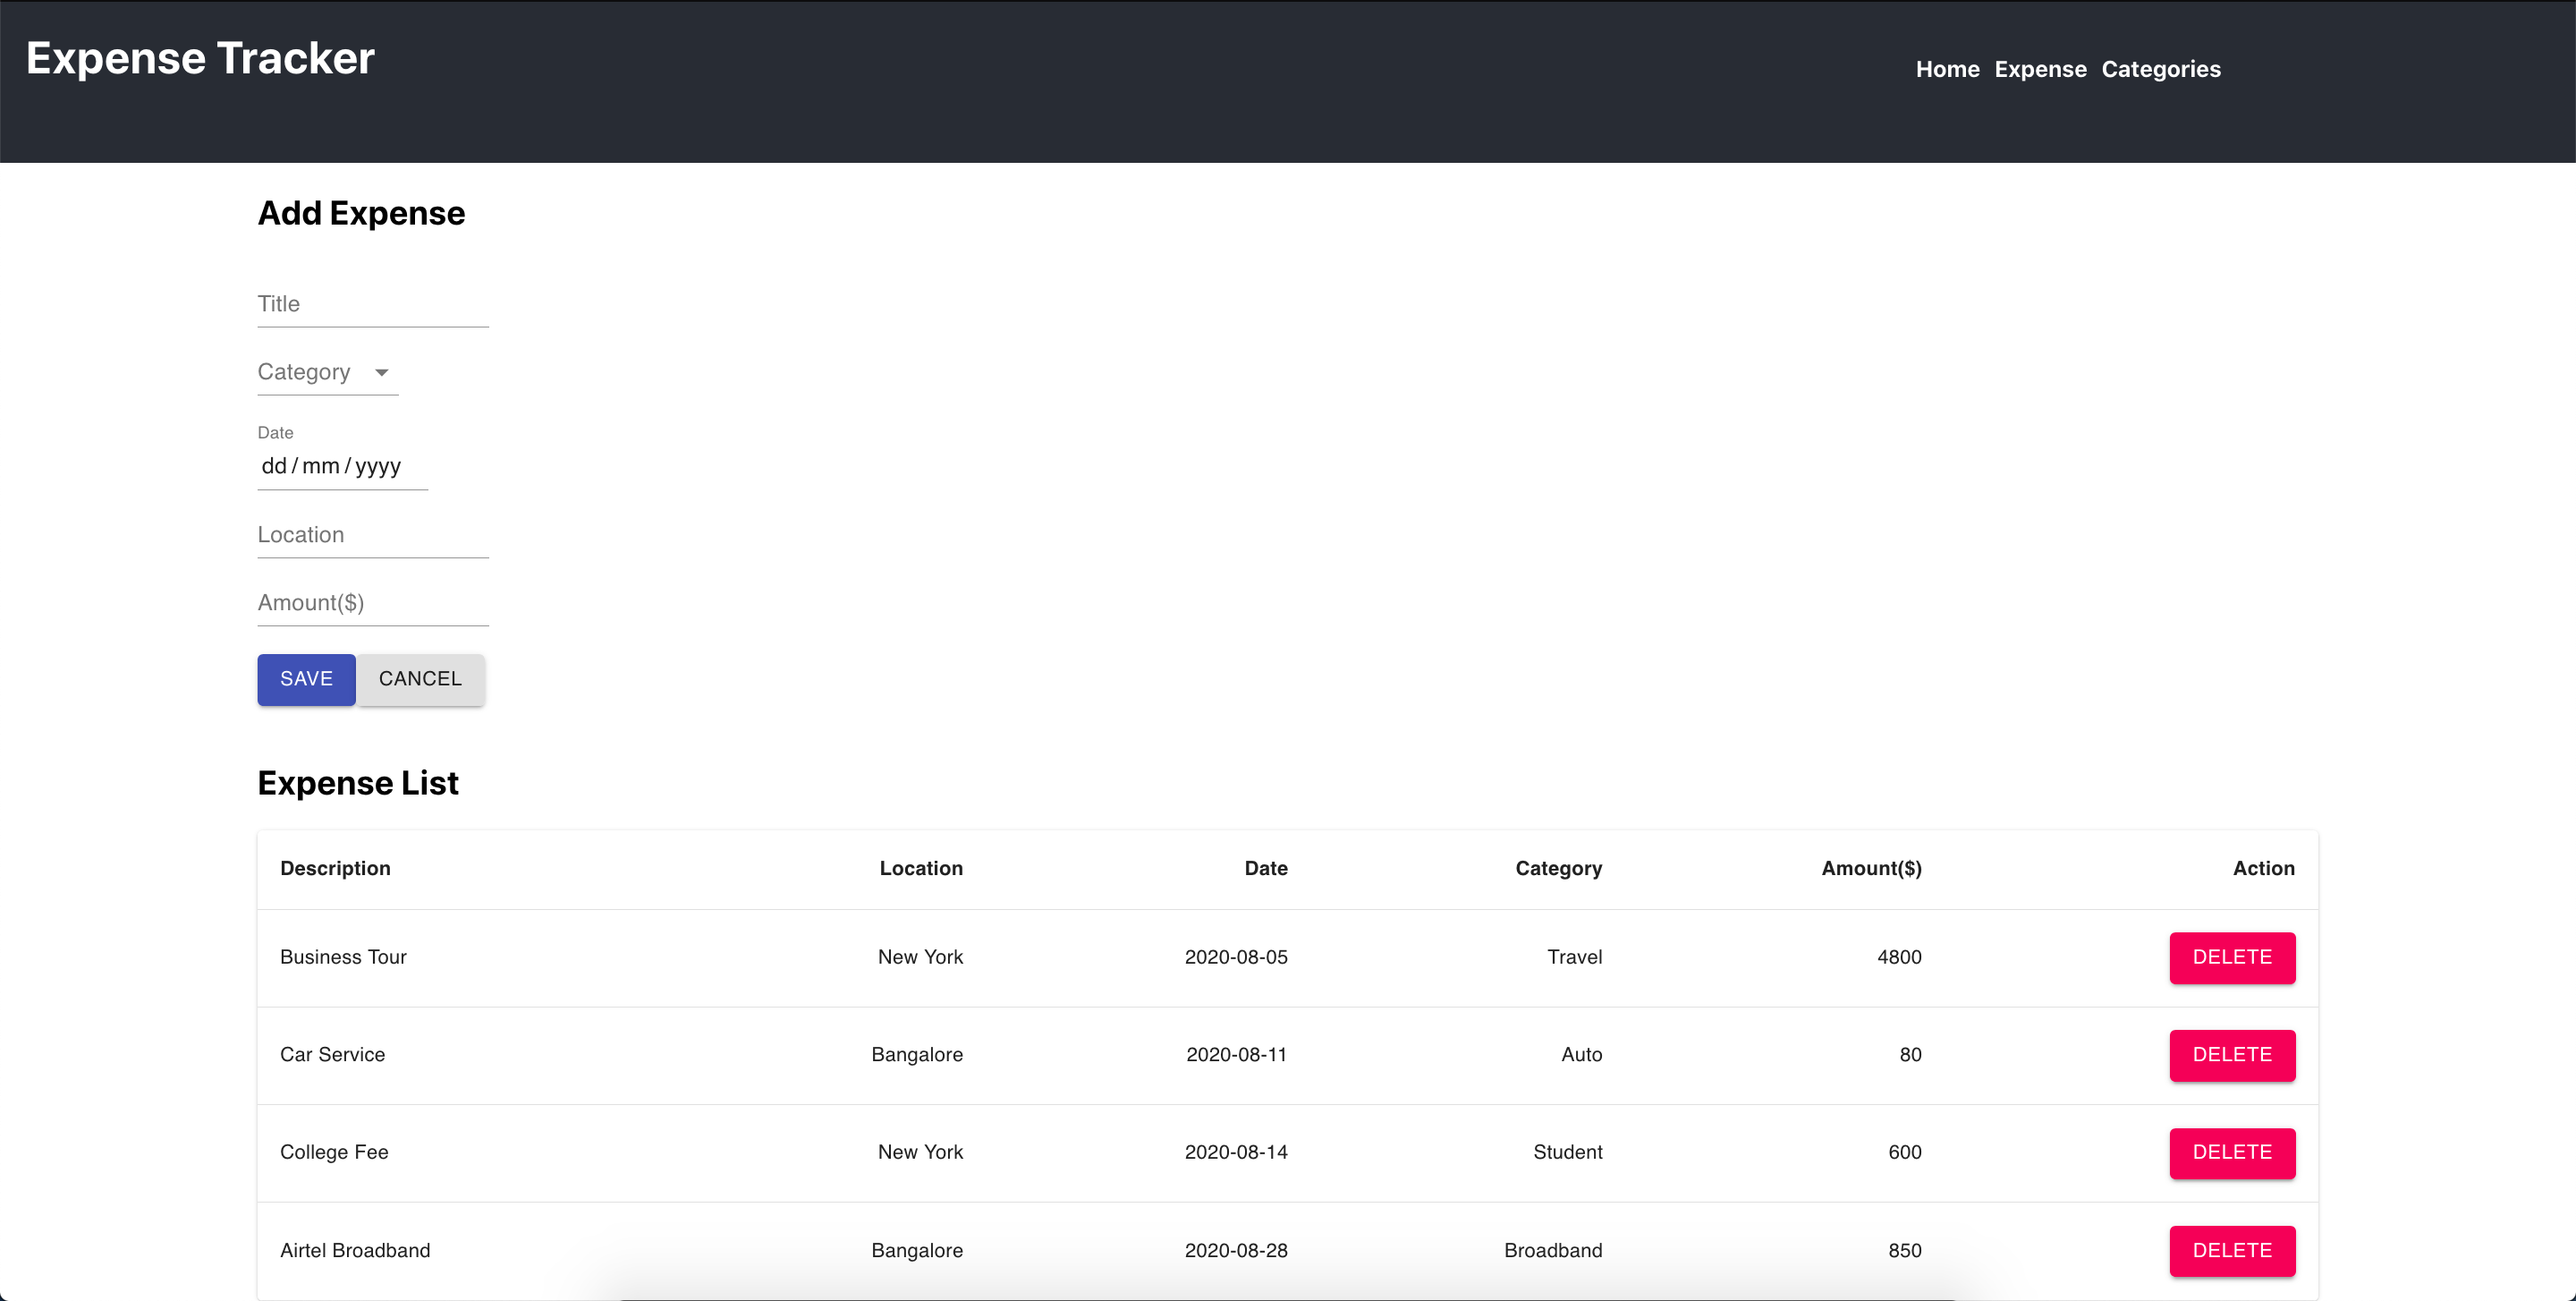 Expense Tracker
Home Expense Categories
Add Expense
Title
Category
Date
dd/mm/yyyy
Location
Amount($)
SAVE CANCEL
Expense List
Description Location Date Category Amount($) Action
Business Tour New York 2020-08-05 Travel 4800 DELETE
Car Service Bangalore 2020-08-11 Auto 80 DELETE
College Fee New York 2020-08-14 Student 600 DELETE
Airtel Broadband Bangalore 2020-08-28 Broadband 850 DELETE